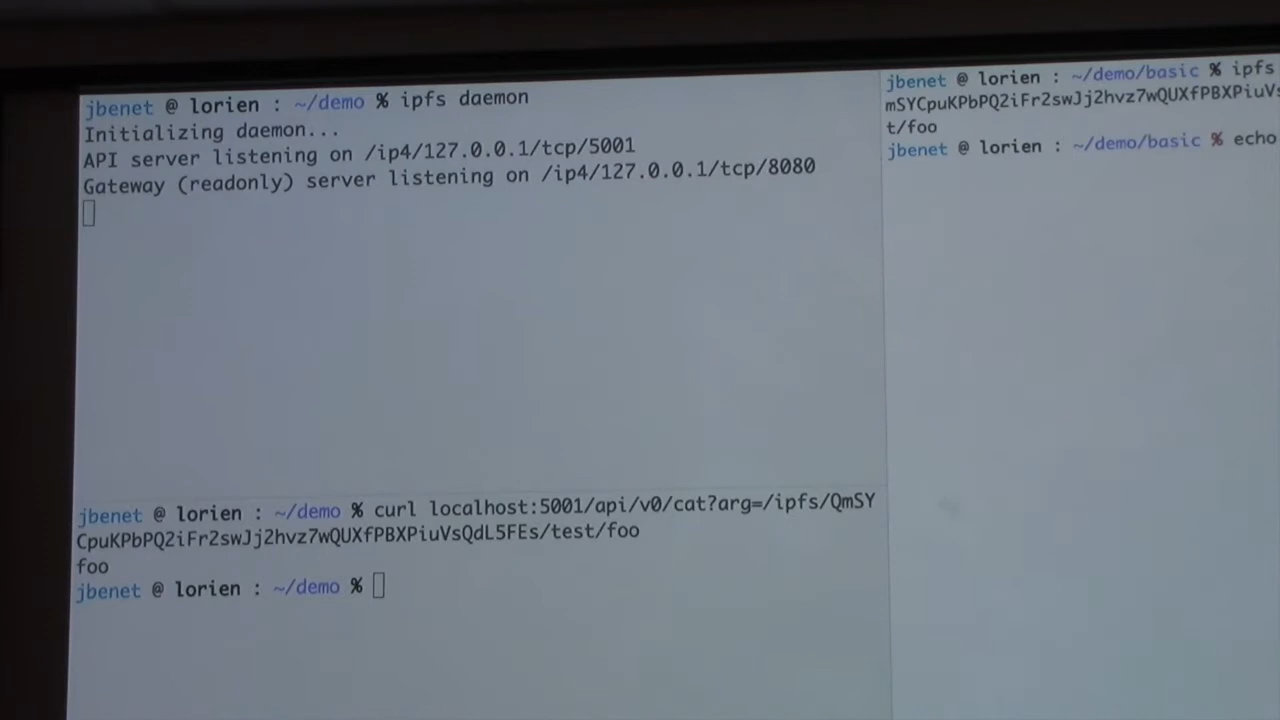 jbenet @ lorien : ~/demo % ipfs daemon
Initializing daemon...
API server listening on /ip4/127.0.0.1/tcp/5001
Gateway (readonly) server listening on /ip4/127.0.0.1/tcp/8080
jbenet @ lorien : ~/demo % curl localhost:5001/api/v0/cat?arg=/ipfs/QmSY
CpuKPbPQ2iFr2swJj2hvz7wQUXfPBXPiuVsQdL5FEs/test/foo
foo
jbenet @ lorien : ~/demo %
jbenet @ lorien : ~/demo/basic % ipfs
mSYCpuKPbPQ2iFr2swJj2hvz7wQUXfPBXPiuVs
t/foo
jbenet @ lorien : ~/demo/basic % echo